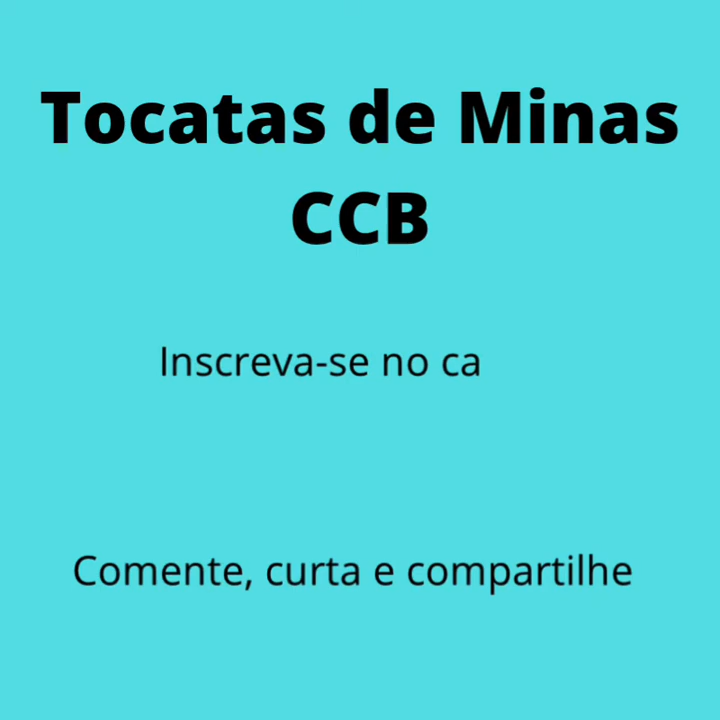 Tocatas de Minas
CCB
Inscreva-se no ca
Comente, curta e compartilhe